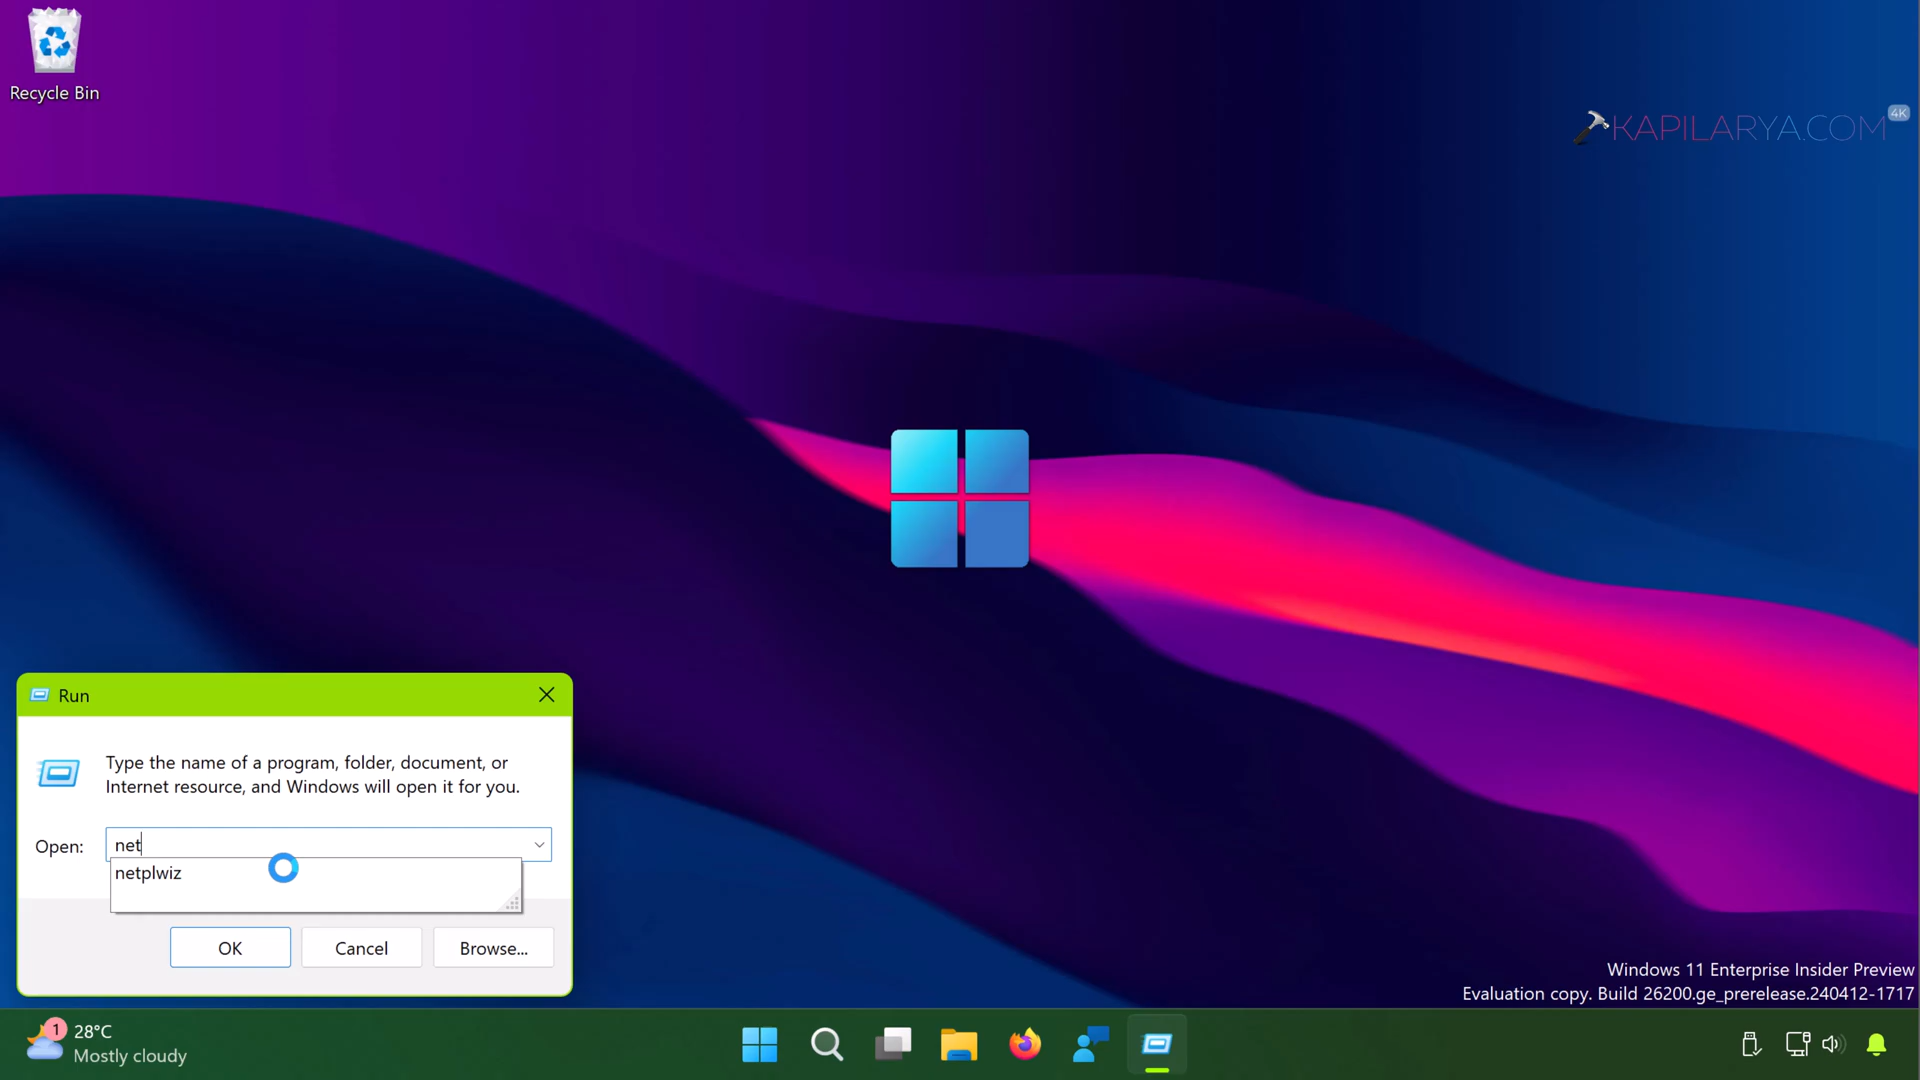 Recycle Bin
KAPILARYA.COM
4K
Run
Type the name of a program, folder, document, or
Internet resource, and Windows will open it for you.
Open:
net
netplwiz
OK
Cancel
Browse...
Windows 11 Enterprise Insider Preview
Evaluation copy. Build 26200.ge_prerelease.240412-1717
1
28°C
Mostly cloudy